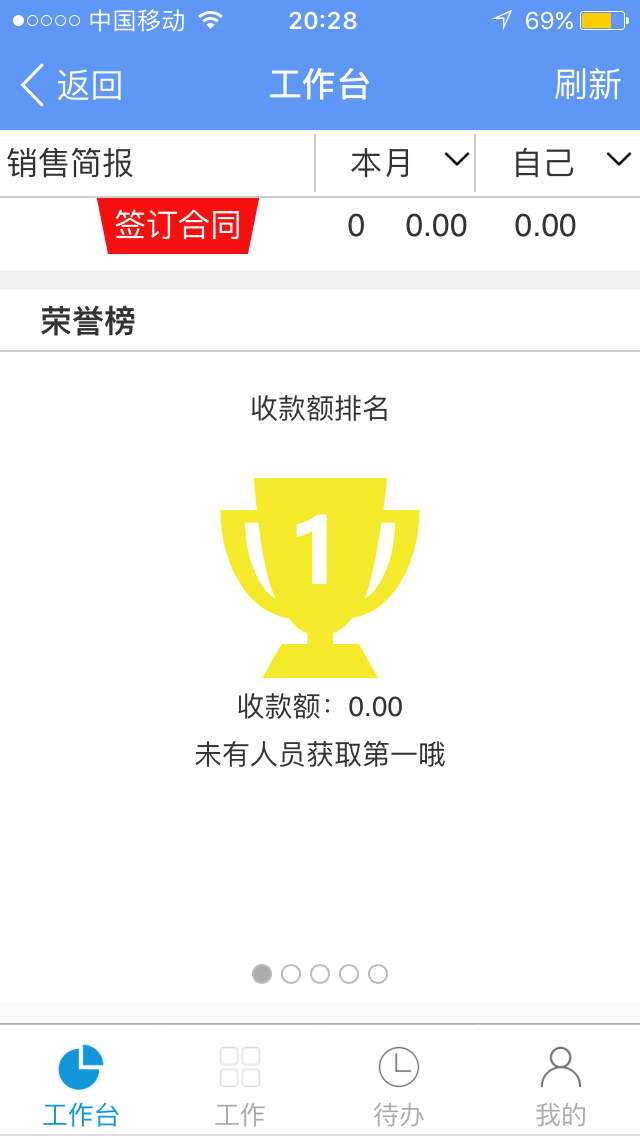 中国移动 20:28 69%
返回 工作台 刷新
销售简报 本月 自己
签订合同 0 0.00 0.00
荣誉榜
收款额排名
1
收款额：0.00
未有人员获取第一哦
工作台 工作 待办 我的